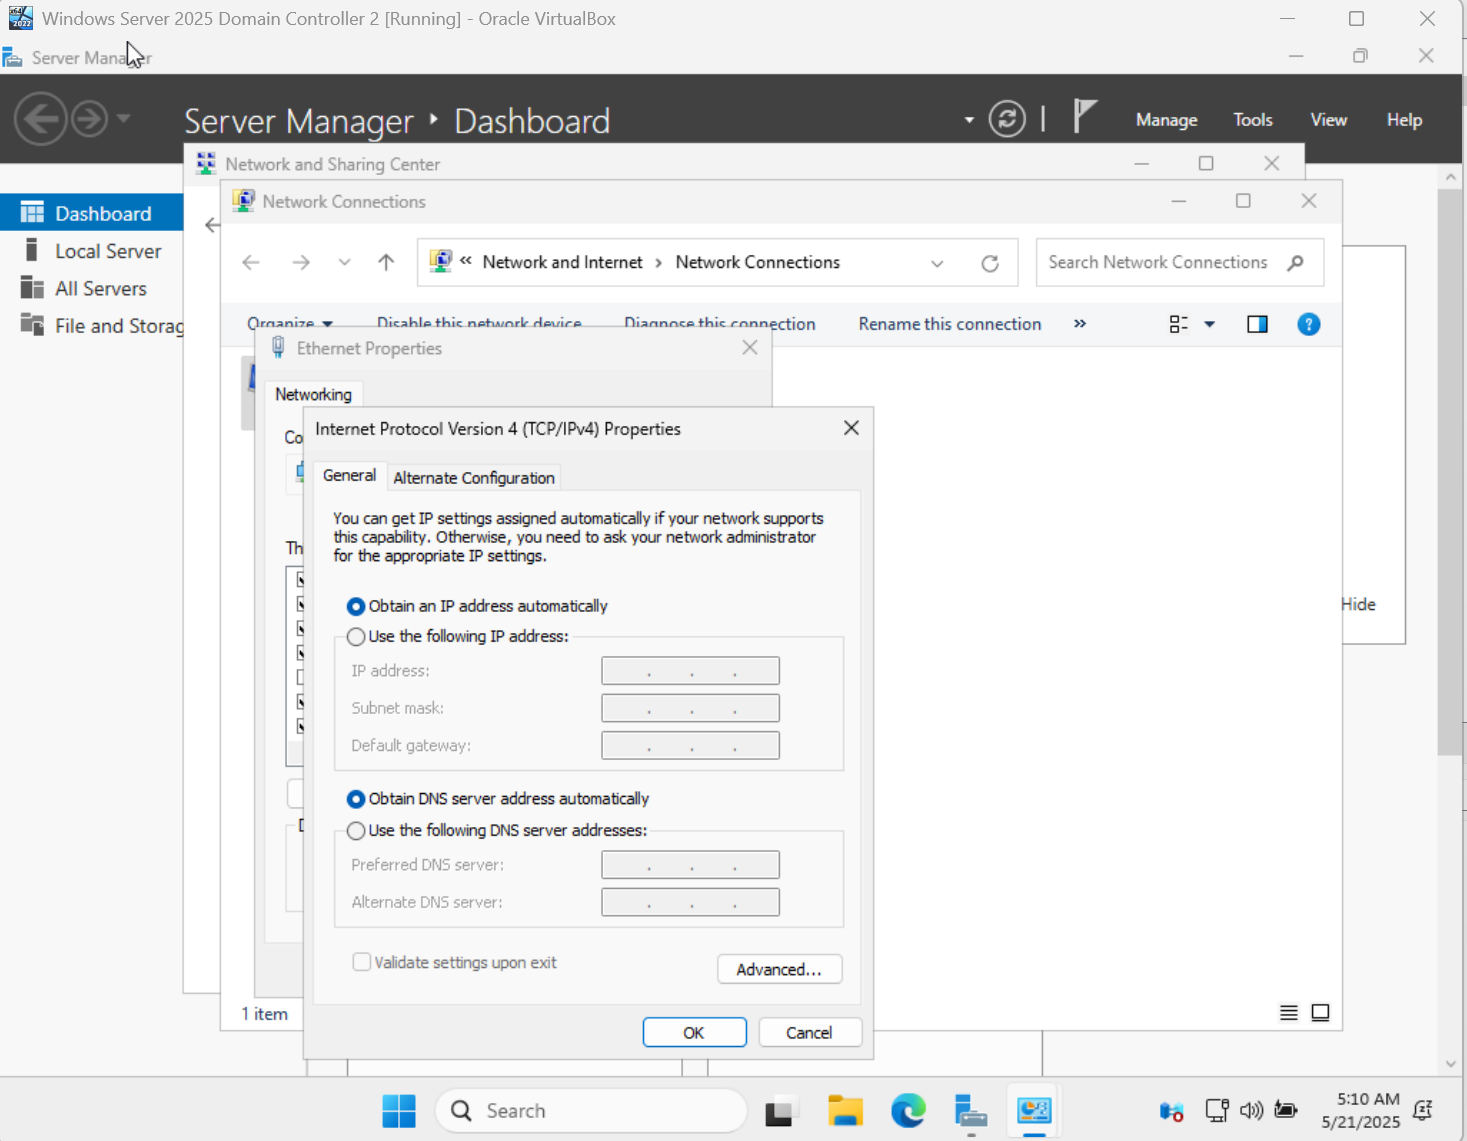 Windows Server 2025 Domain Controller 2 [Running] - Oracle VirtualBox
Server Manager
Server Manager ‣ Dashboard
Manage Tools View Help
Network and Sharing Center
Dashboard
Local Server
All Servers
File and Storag
Network Connections
« Network and Internet > Network Connections
Search Network Connections
Organize Disable this network device Diagnose this connection Rename this connection »
Ethernet Properties
Networking
Co
Th
Internet Protocol Version 4 (TCP/IPv4) Properties
General Alternate Configuration
You can get IP settings assigned automatically if your network supports
this capability. Otherwise, you need to ask your network administrator
for the appropriate IP settings.
Obtain an IP address automatically
Use the following IP address:
IP address: . . .
Subnet mask: . . .
Default gateway: . . .
Obtain DNS server address automatically
Use the following DNS server addresses:
Preferred DNS server: . . .
Alternate DNS server: . . .
Validate settings upon exit
Advanced...
OK Cancel
Hide
1 item
Search
5:10 AM
5/21/2025